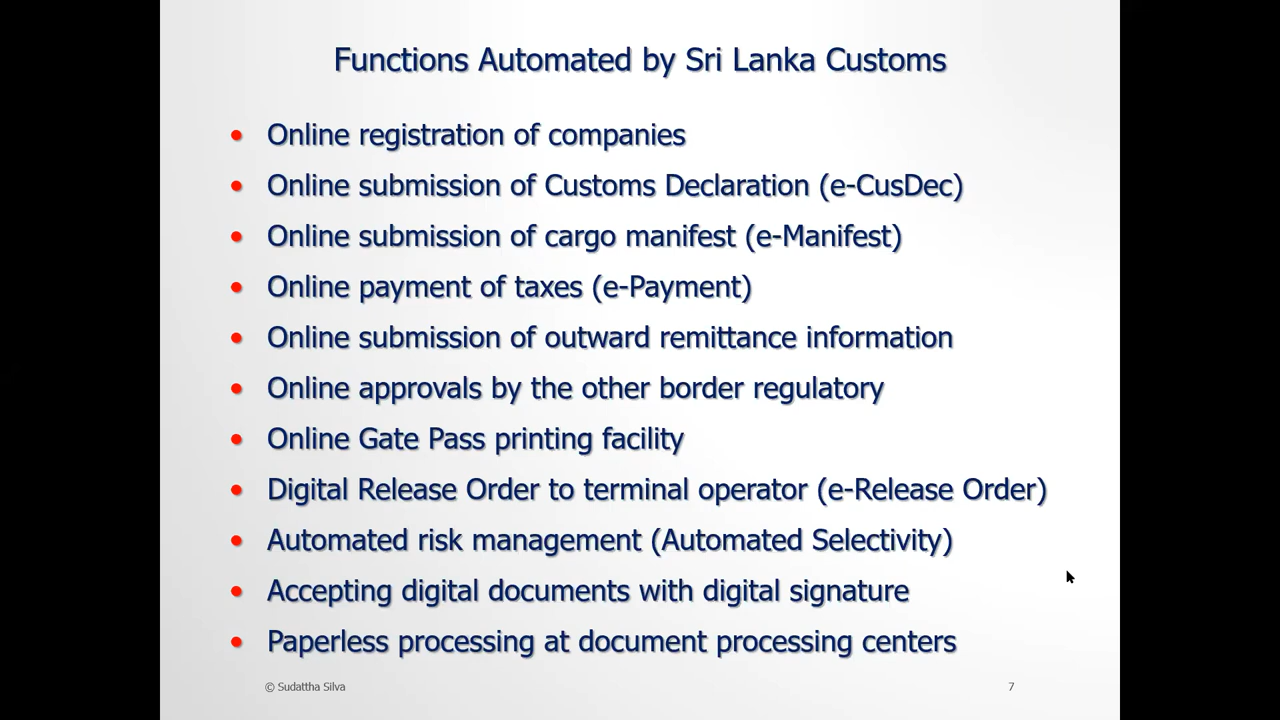 Functions Automated by Sri Lanka Customs
• Online registration of companies
• Online submission of Customs Declaration (e-CusDec)
• Online submission of cargo manifest (e-Manifest)
• Online payment of taxes (e-Payment)
• Online submission of outward remittance information
• Online approvals by the other border regulatory
• Online Gate Pass printing facility
• Digital Release Order to terminal operator (e-Release Order)
• Automated risk management (Automated Selectivity)
• Accepting digital documents with digital signature
• Paperless processing at document processing centers
© Sudattha Silva
7